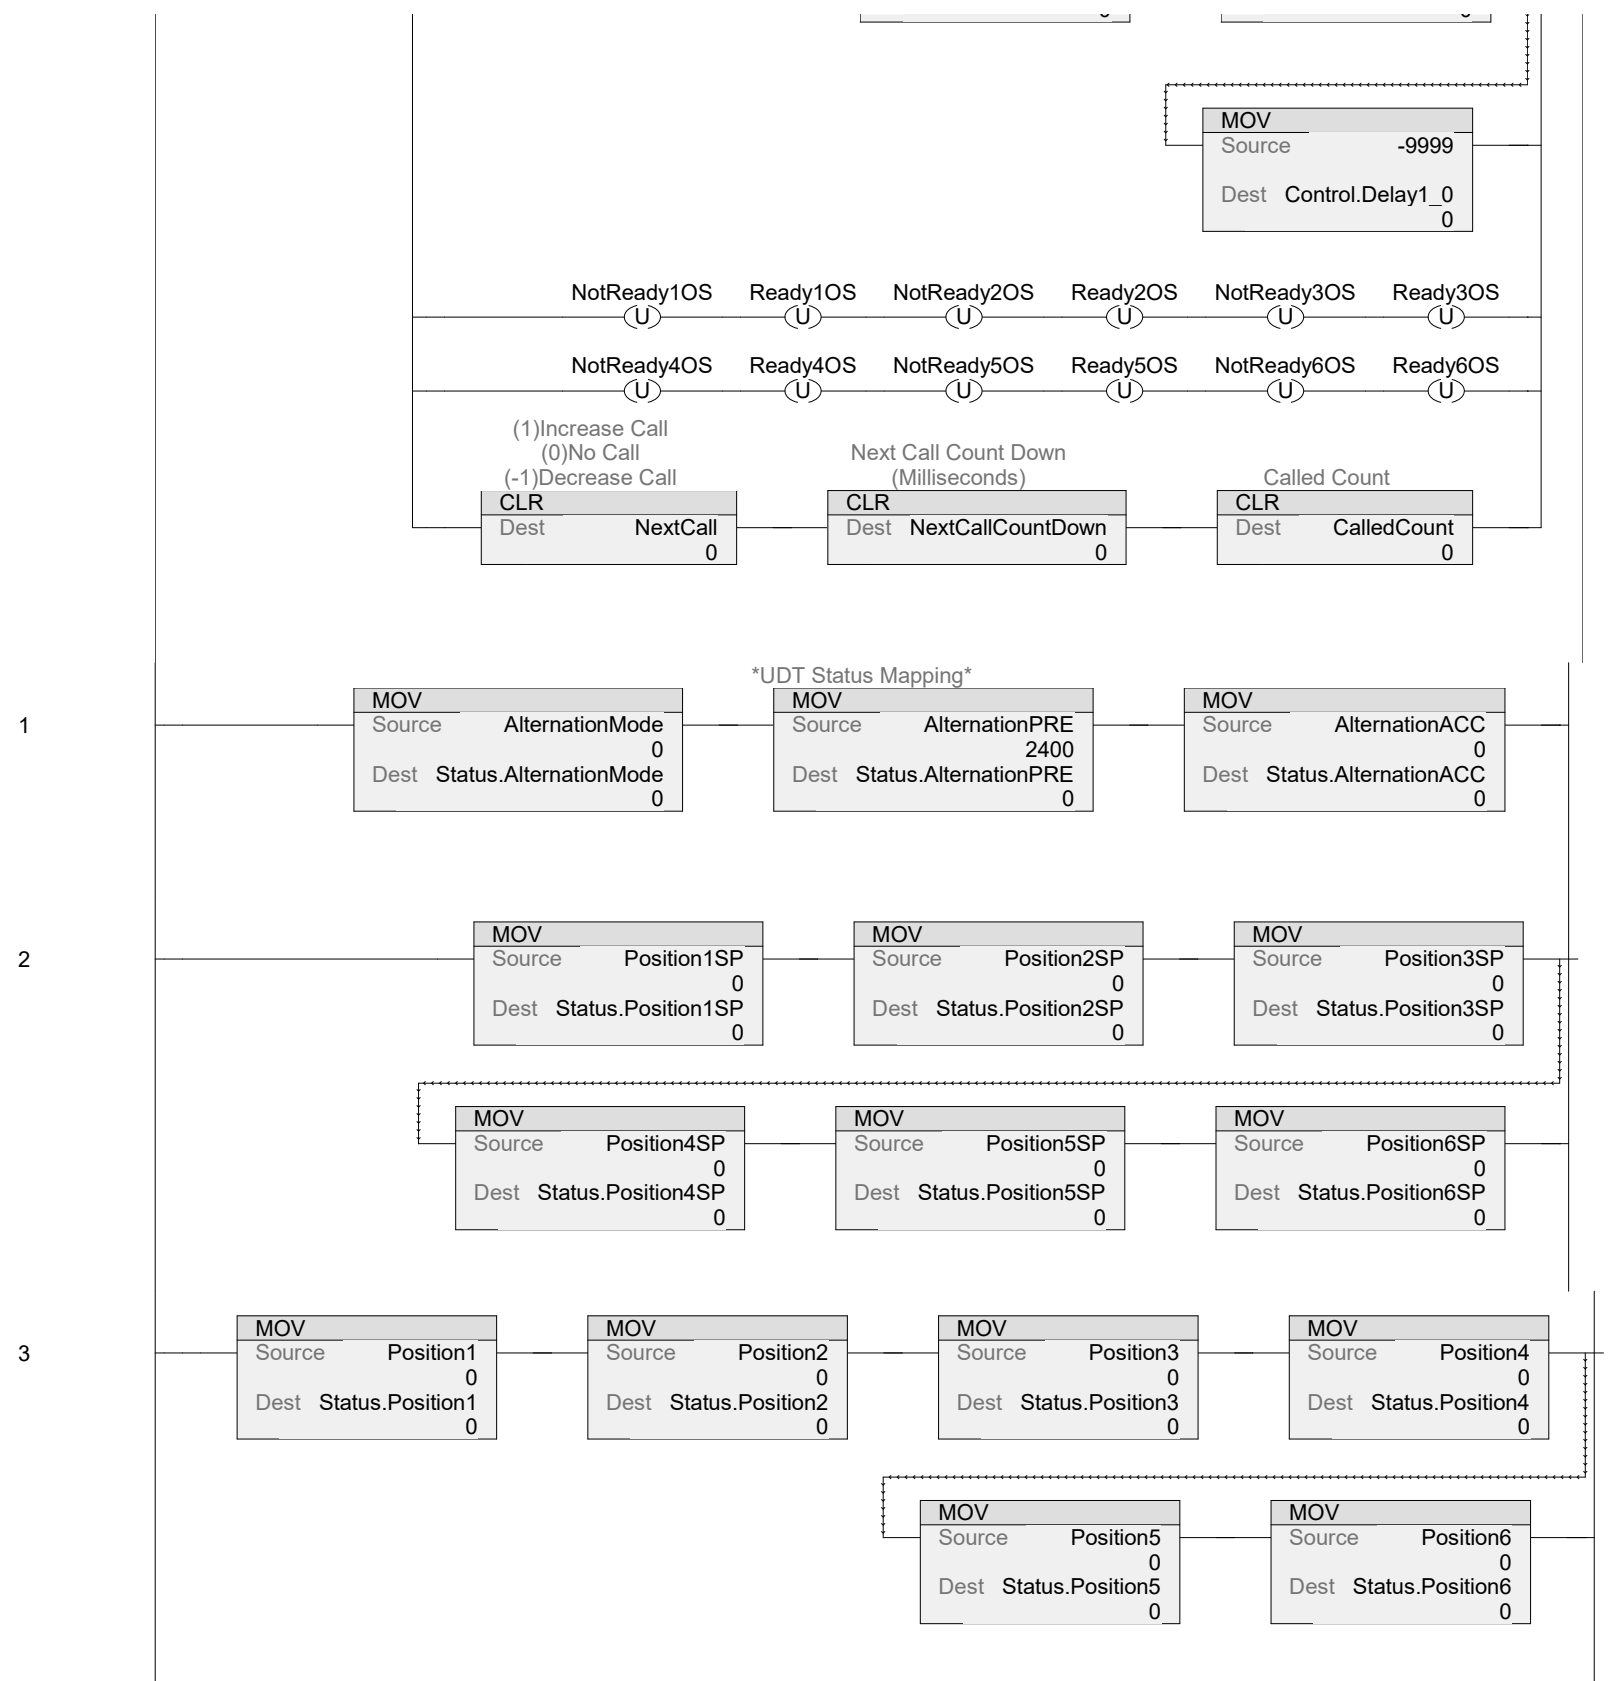 MOV
Source -9999
Dest Control.Delay1_0
0
NotReady1OS Ready1OS NotReady2OS Ready2OS NotReady3OS Ready3OS
U U U U U U
NotReady4OS Ready4OS NotReady5OS Ready5OS NotReady6OS Ready6OS
U U U U U U
(1)Increase Call
(0)No Call
(-1)Decrease Call
CLR
Dest NextCall
0
Next Call Count Down
(Milliseconds)
CLR
Dest NextCallCountDown
0
Called Count
CLR
Dest CalledCount
0
1
*UDT Status Mapping*
MOV
Source AlternationMode
0
Dest Status.AlternationMode
0
MOV
Source AlternationPRE
2400
Dest Status.AlternationPRE
0
MOV
Source AlternationACC
0
Dest Status.AlternationACC
0
2
MOV
Source Position1SP
0
Dest Status.Position1SP
0
MOV
Source Position2SP
0
Dest Status.Position2SP
0
MOV
Source Position3SP
0
Dest Status.Position3SP
0
MOV
Source Position4SP
0
Dest Status.Position4SP
0
MOV
Source Position5SP
0
Dest Status.Position5SP
0
MOV
Source Position6SP
0
Dest Status.Position6SP
0
3
MOV
Source Position1
0
Dest Status.Position1
0
MOV
Source Position2
0
Dest Status.Position2
0
MOV
Source Position3
0
Dest Status.Position3
0
MOV
Source Position4
0
Dest Status.Position4
0
MOV
Source Position5
0
Dest Status.Position5
0
MOV
Source Position6
0
Dest Status.Position6
0